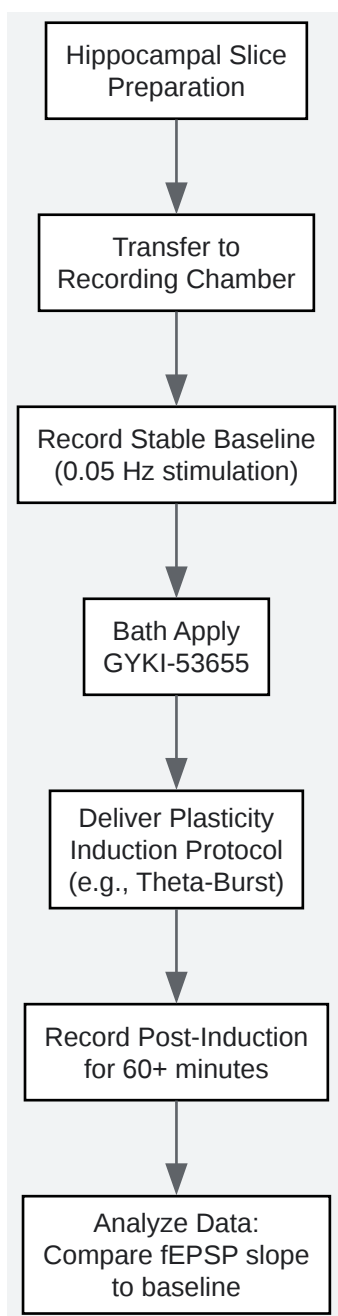 Hippocampal Slice
Preparation
Transfer to
Recording Chamber
Record Stable Baseline
(0.05 Hz stimulation)
Bath Apply
GYKI-53655
Deliver Plasticity
Induction Protocol
(e.g., Theta-Burst)
Record Post-Induction
for 60+ minutes
Analyze Data:
Compare fEPSP slope
to baseline